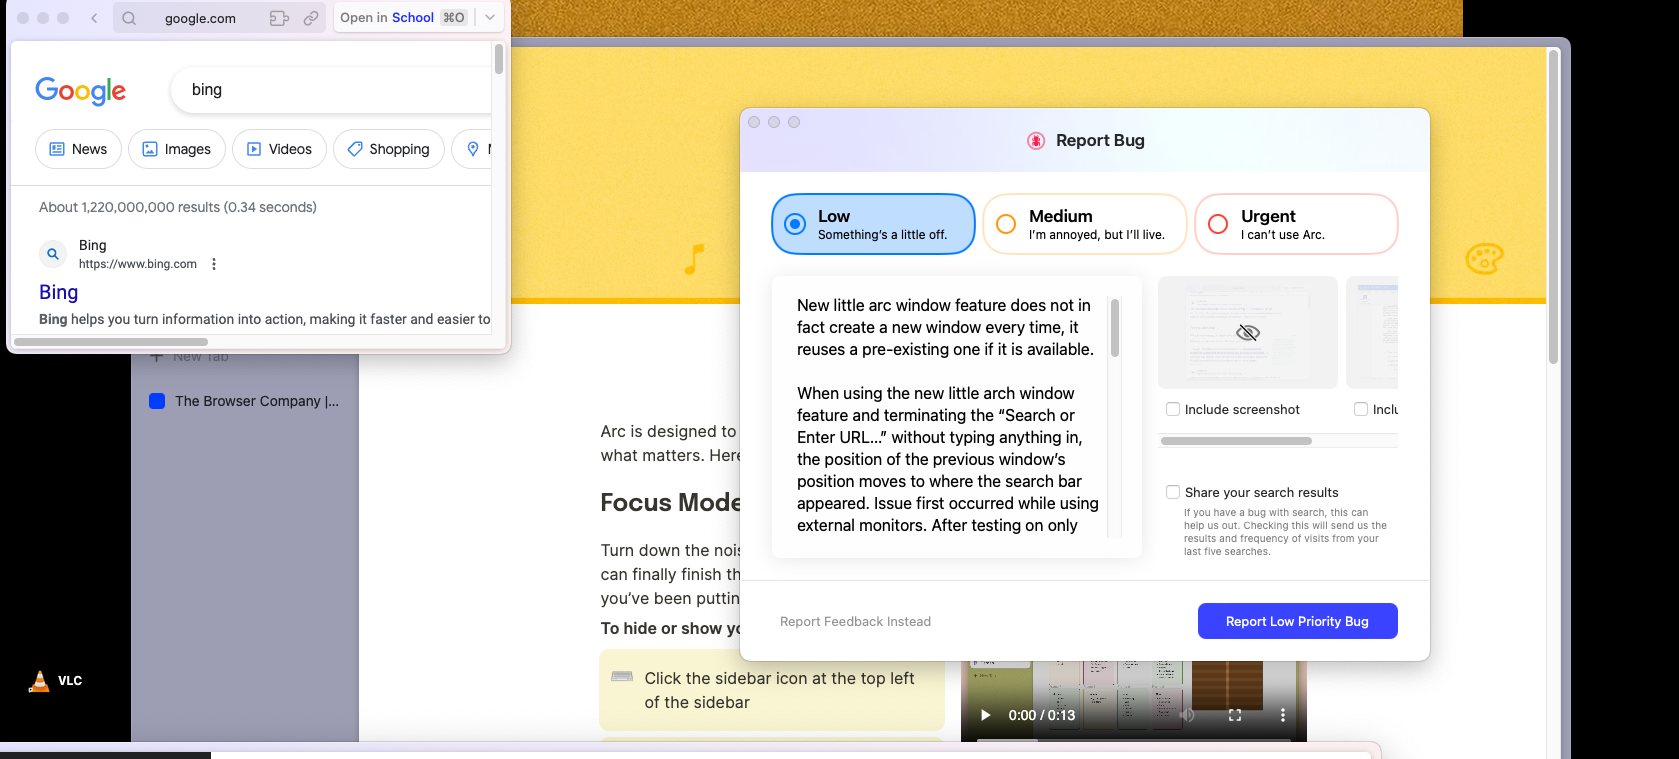 google.com
Open in School ⌘O
Google
bing
News
Images
Videos
Shopping
About 1,220,000,000 results (0.34 seconds)
Bing
https://www.bing.com
Bing
Bing helps you turn information into action, making it faster and easier to
New Tab
The Browser Company |...
VLC
Arc is designed to
what matters. Here
Focus Mode
Turn down the nois
can finally finish th
you've been puttin
To hide or show yo
Click the sidebar icon at the top left
of the sidebar
0:00 / 0:13
Report Bug
Low
Something's a little off.
Medium
I'm annoyed, but I'll live.
Urgent
I can't use Arc.
New little arc window feature does not in
fact create a new window every time, it
reuses a pre-existing one if it is available.
When using the new little arch window
feature and terminating the “Search or
Enter URL...” without typing anything in,
the position of the previous window's
position moves to where the search bar
appeared. Issue first occurred while using
external monitors. After testing on only
Include screenshot
Inclu
Share your search results
If you have a bug with search, this can
help us out. Checking this will send us the
results and frequency of visits from your
last five searches.
Report Feedback Instead
Report Low Priority Bug